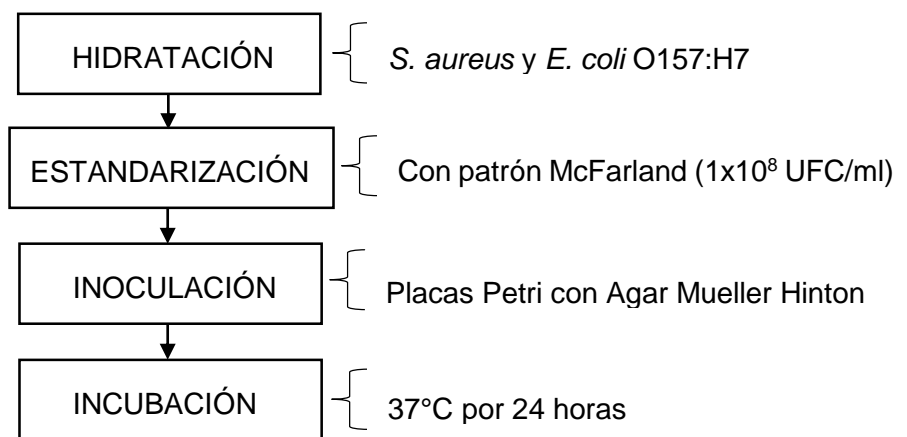 HIDRATACIÓN
S. aureus y E. coli O157:H7
ESTANDARIZACIÓN
Con patrón McFarland (1x10⁸ UFC/ml)
INOCULACIÓN
Placas Petri con Agar Mueller Hinton
INCUBACIÓN
37°C por 24 horas